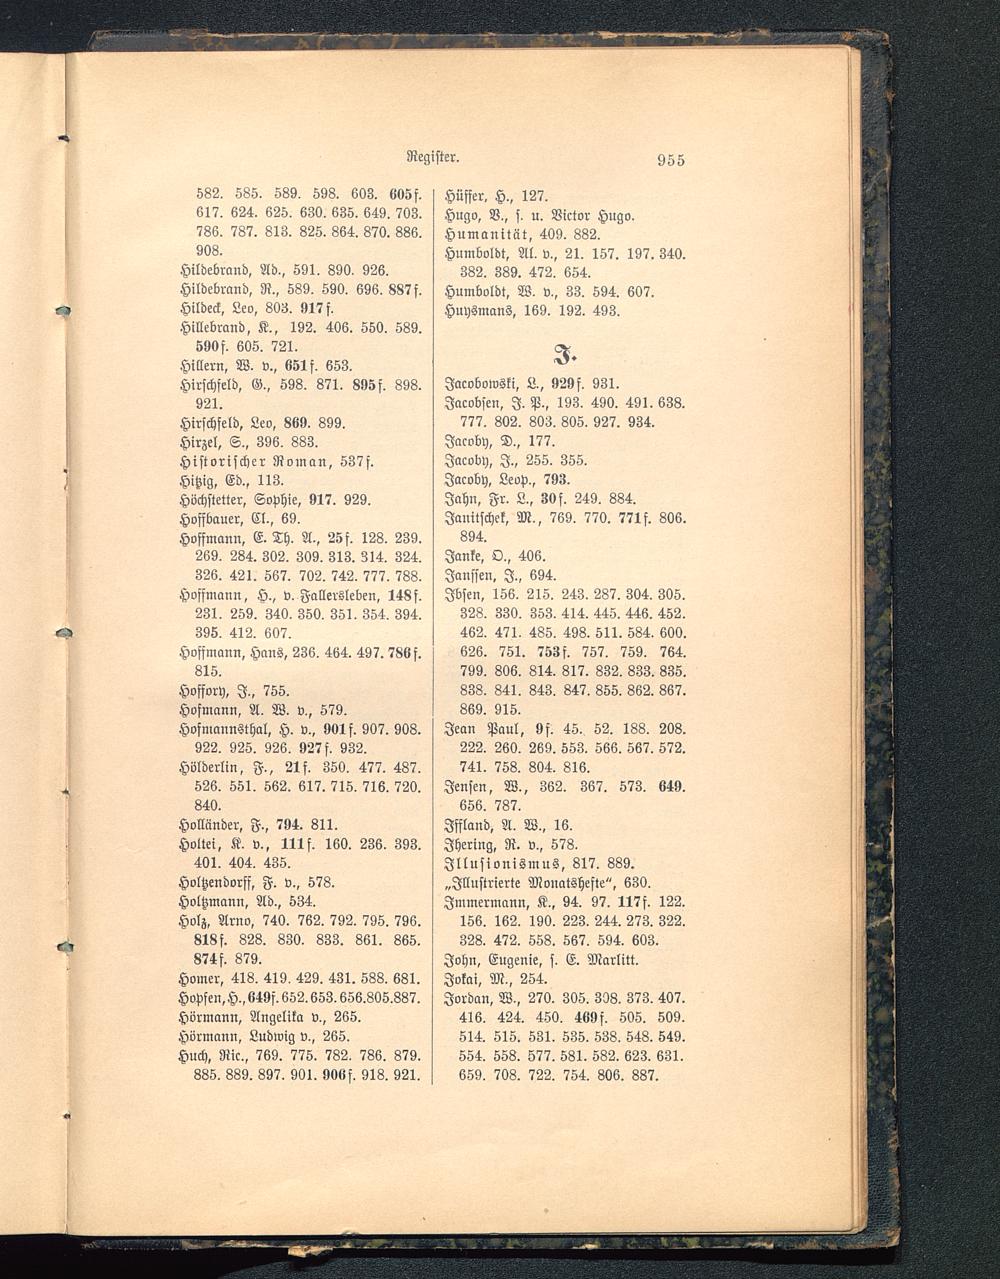 Register.
955
582. 585. 589. 598. 603. 605f.
617. 624. 625. 630. 635. 649. 703.
786. 787. 813. 825. 864. 870. 886.
908.
Hildebrand, Ad., 591. 890. 926.
Hildebrand, R., 589. 590. 696. 887f.
Hildeck, Leo, 803. 917f.
Hillebrand, K., 192. 406. 550. 589.
590f. 605. 721.
Hillern, W. v., 651f. 653.
Hirschfeld, G., 598. 871. 895f. 898.
921.
Hirschfeld, Leo, 869. 899.
Hirzel, S., 396. 883.
Historischer Roman, 537f.
Hitzig, Ed., 113.
Höchstetter, Sophie, 917. 929.
Hoffbauer, Cl., 69.
Hoffmann, E. Th. A., 25f. 128. 239.
269. 284. 302. 309. 313. 314. 324.
326. 421. 567. 702. 742. 777. 788.
Hoffmann, H., v. Fallersleben, 148f.
231. 259. 340. 350. 351. 354. 394.
395. 412. 607.
Hoffmann, Hans, 236. 464. 497. 786f.
815.
Hoffory, J., 755.
Hofmann, A. W. v., 579.
Hofmannsthal, H. v., 901f. 907. 908.
922. 925. 926. 927f. 932.
Hölderlin, F., 21f. 350. 477. 487.
526. 551. 562. 617. 715. 716. 720.
840.
Holländer, F., 794. 811.
Holtei, K. v., 111f. 160. 236. 393.
401. 404. 435.
Holtzendorff, F. v., 578.
Holtzmann, Ad., 534.
Holz, Arno, 740. 762. 792. 795. 796.
818f. 828. 830. 833. 861. 865.
874f. 879.
Homer, 418. 419. 429. 431. 588. 681.
Hopfen, H., 649f. 652. 653. 656. 805. 887.
Hörmann, Angelika v., 265.
Hörmann, Ludwig v., 265.
Huch, Ric., 769. 775. 782. 786. 879.
885. 889. 897. 901. 906f. 918. 921.
Hüffer, H., 127.
Hugo, V., s. u. Victor Hugo.
Humanität, 409. 882.
Humboldt, Al. v., 21. 157. 197. 340.
382. 389. 472. 654.
Humboldt, W. v., 33. 594. 607.
Huysmans, 169. 192. 493.
J.
Jacobowski, L., 929f. 931.
Jacobsen, J. P., 193. 490. 491. 638.
777. 802. 803. 805. 927. 934.
Jacoby, D., 177.
Jacoby, J., 255. 355.
Jacoby, Leop., 793.
Jahn, Fr. L., 30f. 249. 884.
Janitschek, M., 769. 770. 771f. 806.
894.
Janke, O., 406.
Janssen, J., 694.
Ibsen, 156. 215. 243. 287. 304. 305.
328. 330. 353. 414. 445. 446. 452.
462. 471. 485. 498. 511. 584. 600.
626. 751. 753f. 757. 759. 764.
799. 806. 814. 817. 832. 833. 835.
838. 841. 843. 847. 855. 862. 867.
869. 915.
Jean Paul, 9f. 45. 52. 188. 208.
222. 260. 269. 553. 566. 567. 572.
741. 758. 804. 816.
Jensen, W., 362. 367. 573. 649.
656. 787.
Iffland, A. W., 16.
Ihering, R. v., 578.
Illusionismus, 817. 889.
„Illustrierte Monatshefte“, 630.
Immermann, K., 94. 97. 117f. 122.
156. 162. 190. 223. 244. 273. 322.
328. 472. 558. 567. 594. 603.
John, Eugenie, s. E. Marlitt.
Jokai, M., 254.
Jordan, W., 270. 305. 308. 373. 407.
416. 424. 450. 469f. 505. 509.
514. 515. 531. 535. 538. 548. 549.
554. 558. 577. 581. 582. 623. 631.
659. 708. 722. 754. 806. 887.